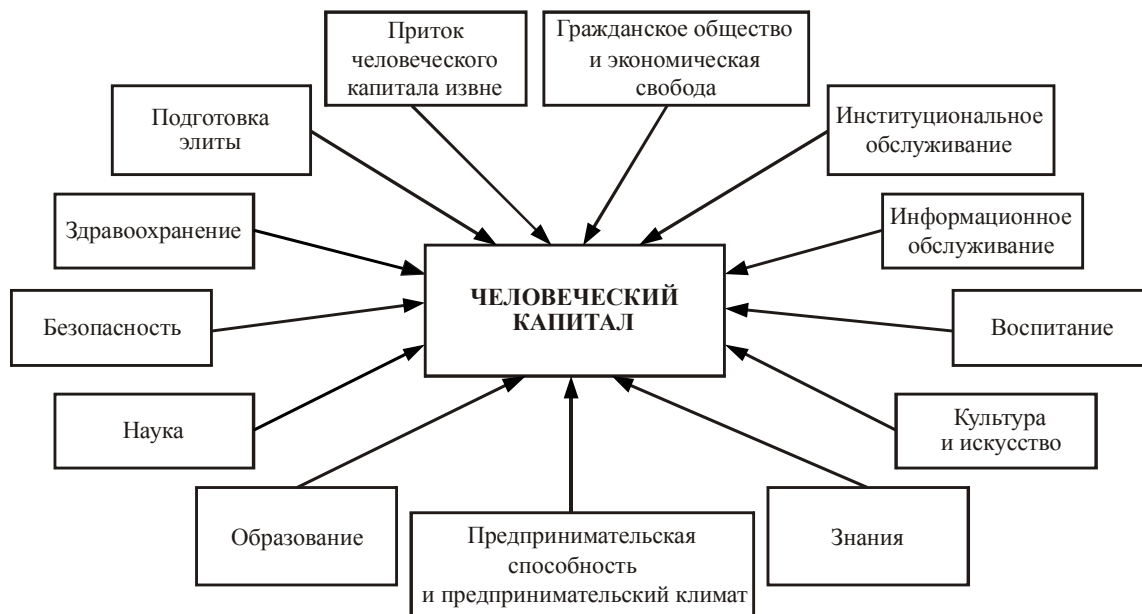 Приток
человеческого
капитала извне
Гражданское общество
и экономическая
свобода
Подготовка
элиты
Институциональное
обслуживание
Здравоохранение
Информационное
обслуживание
ЧЕЛОВЕЧЕСКИЙ
КАПИТАЛ
Безопасность
Воспитание
Наука
Культура
и искусство
Образование
Предпринимательская
способность
и предпринимательский климат
Знания